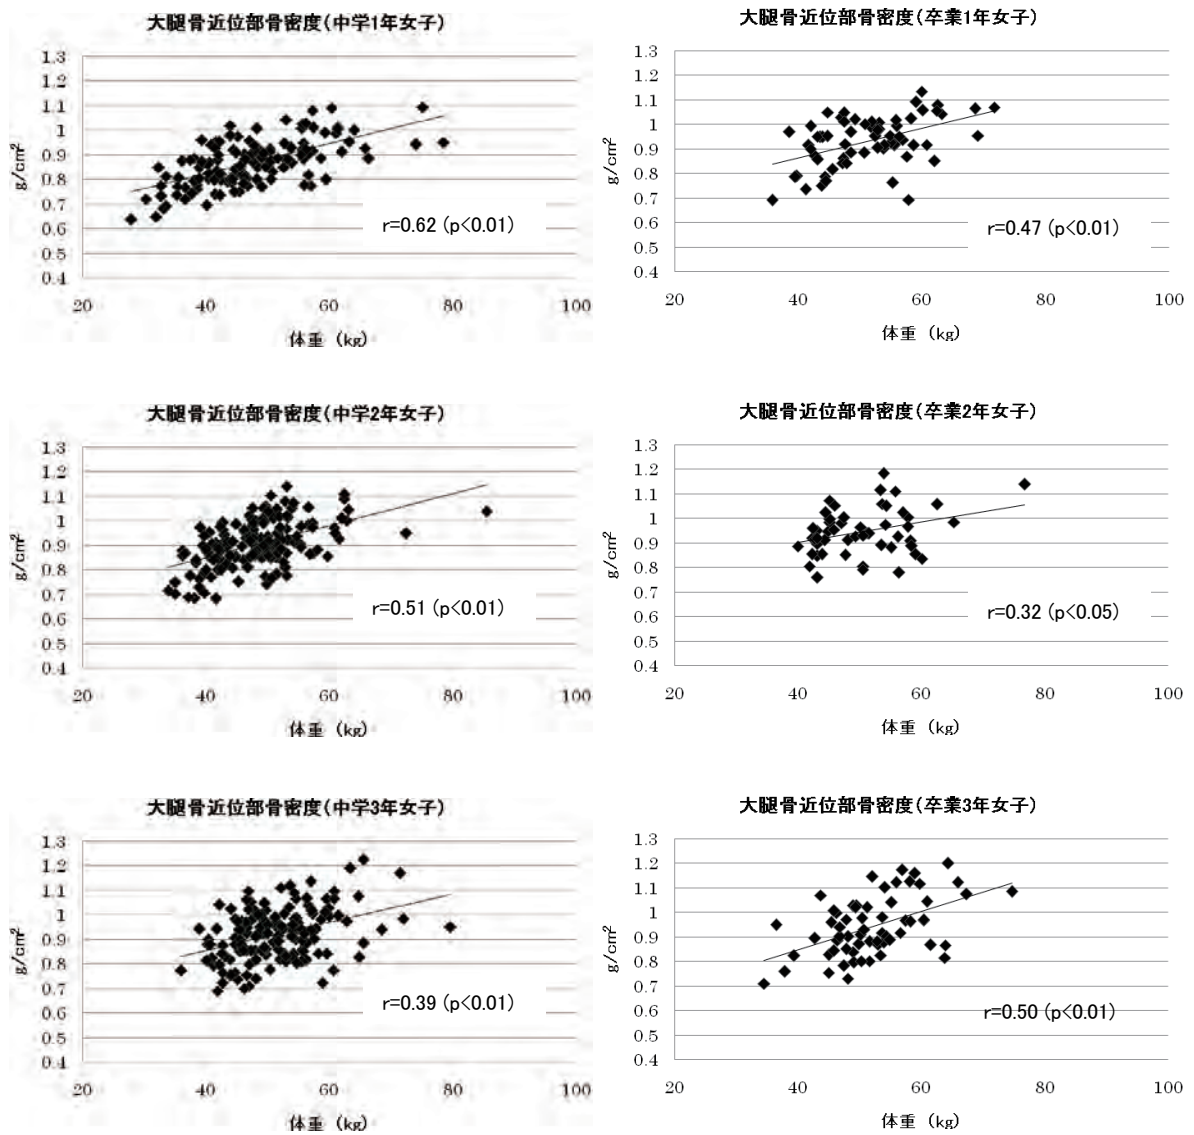 大腿骨近位部骨密度(中学1年女子)
1.3
1.2
1.1
1
0.9
0.8
0.7
0.6
0.5
0.4
g/cm²
r=0.62 (p<0.01)
20 40 60 80 100
体重 (kg)
大腿骨近位部骨密度(卒業1年女子)
1.3
1.2
1.1
1
0.9
0.8
0.7
0.6
0.5
0.4
g/cm²
r=0.47 (p<0.01)
20 40 60 80 100
体重 (kg)
大腿骨近位部骨密度(中学2年女子)
1.3
1.2
1.1
1
0.9
0.8
0.7
0.6
0.5
0.4
g/cm²
r=0.51 (p<0.01)
20 40 60 80 100
体重 (kg)
大腿骨近位部骨密度(卒業2年女子)
1.3
1.2
1.1
1
0.9
0.8
0.7
0.6
0.5
0.4
g/cm²
r=0.32 (p<0.05)
20 40 60 80 100
体重 (kg)
大腿骨近位部骨密度(中学3年女子)
1.3
1.2
1.1
1
0.9
0.8
0.7
0.6
0.5
0.4
g/cm²
r=0.39 (p<0.01)
20 40 60 80 100
体重 (kg)
大腿骨近位部骨密度(卒業3年女子)
1.3
1.2
1.1
1
0.9
0.8
0.7
0.6
0.5
0.4
g/cm²
r=0.50 (p<0.01)
20 40 60 80 100
体重 (kg)